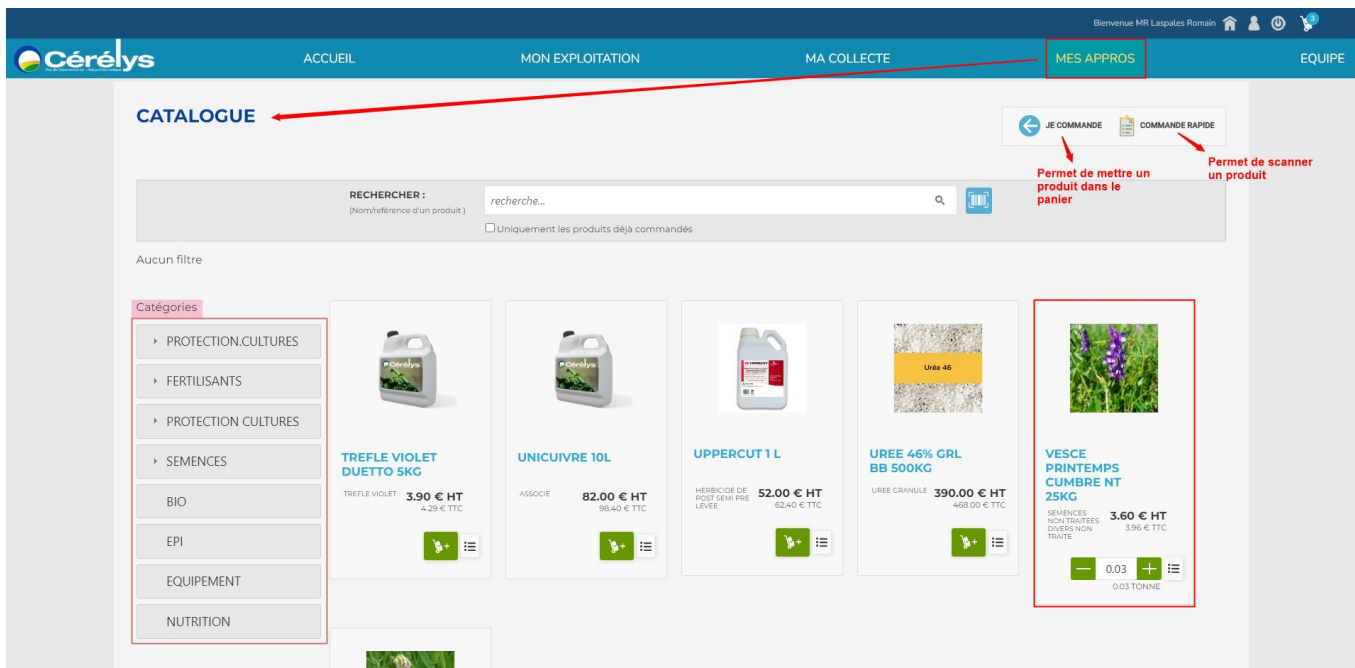 Bienvenue MR Laspales Romain
3
Cérélys
ACCUEIL
MON EXPLOITATION
MA COLLECTE
MES APPROS
EQUIPE
CATALOGUE
JE COMMANDE
COMMANDE RAPIDE
Permet de mettre un
produit dans le
panier
Permet de scanner
un produit
RECHERCHER :
(Nom/reférence d'un produit )
recherche...
Uniquement les produits déjà commandés
Aucun filtre
Catégories
PROTECTION.CULTURES
FERTILISANTS
PROTECTION CULTURES
SEMENCES
BIO
EPI
EQUIPEMENT
NUTRITION
Cérélys
TREFLE VIOLET
DUETTO 5KG
TREFLE VIOLET
3.90 € HT
4.29 € TTC
Cérélys
UNICUIVRE 10L
ASSOCIE
82.00 € HT
98.40 € TTC
UPPERCUT 1 L
HERBICIDE DE
POST SEMI PRE
LEVEE
52.00 € HT
62.40 € TTC
Urée 46
UREE 46% GRL
BB 500KG
UREE GRANULE
390.00 € HT
468.00 € TTC
VESCE
PRINTEMPS
CUMBRE NT
25KG
SEMENCES
NON TRAITEES
DIVERS NON
TRAITE
3.60 € HT
3.96 € TTC
0.03
0.03 TONNE